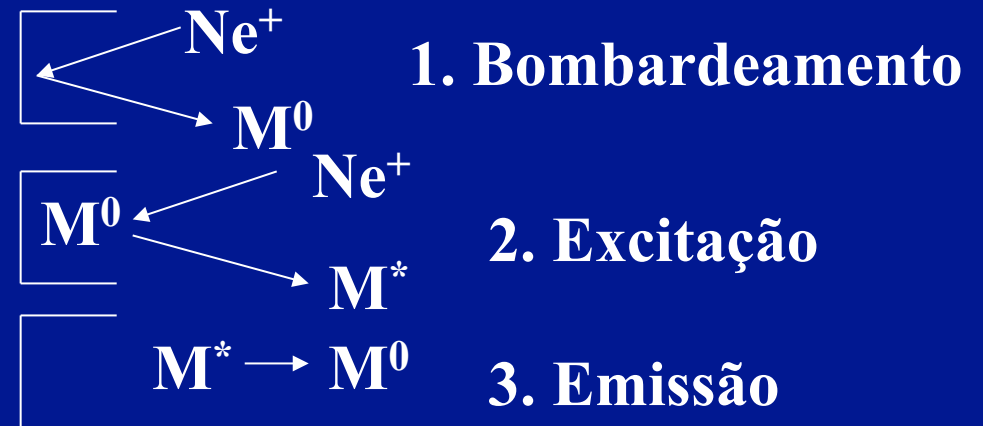 Ne⁺
1. Bombardeamento
M⁰
Ne⁺
M⁰
2. Excitação
M*
M* → M⁰
3. Emissão